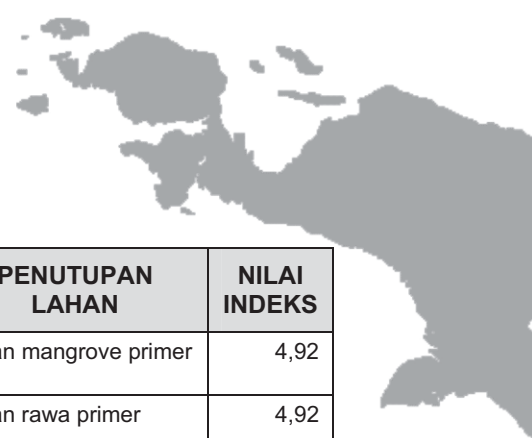 PENUTUPAN LAHAN
NILAI INDEKS
mangrove primer
4,92
rawa primer
4,92